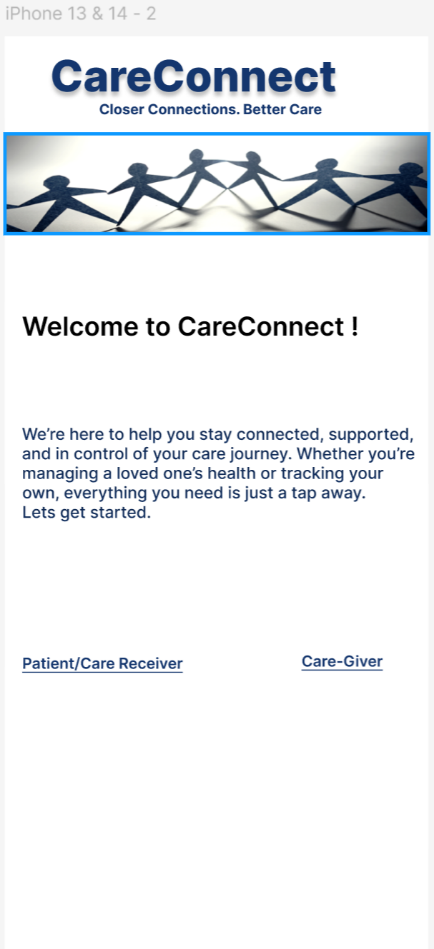 iPhone 13 & 14 - 2
CareConnect
Closer Connections. Better Care
Welcome to CareConnect !
We’re here to help you stay connected, supported,
and in control of your care journey. Whether you’re
managing a loved one’s health or tracking your
own, everything you need is just a tap away.
Lets get started.
Patient/Care Receiver
Care-Giver